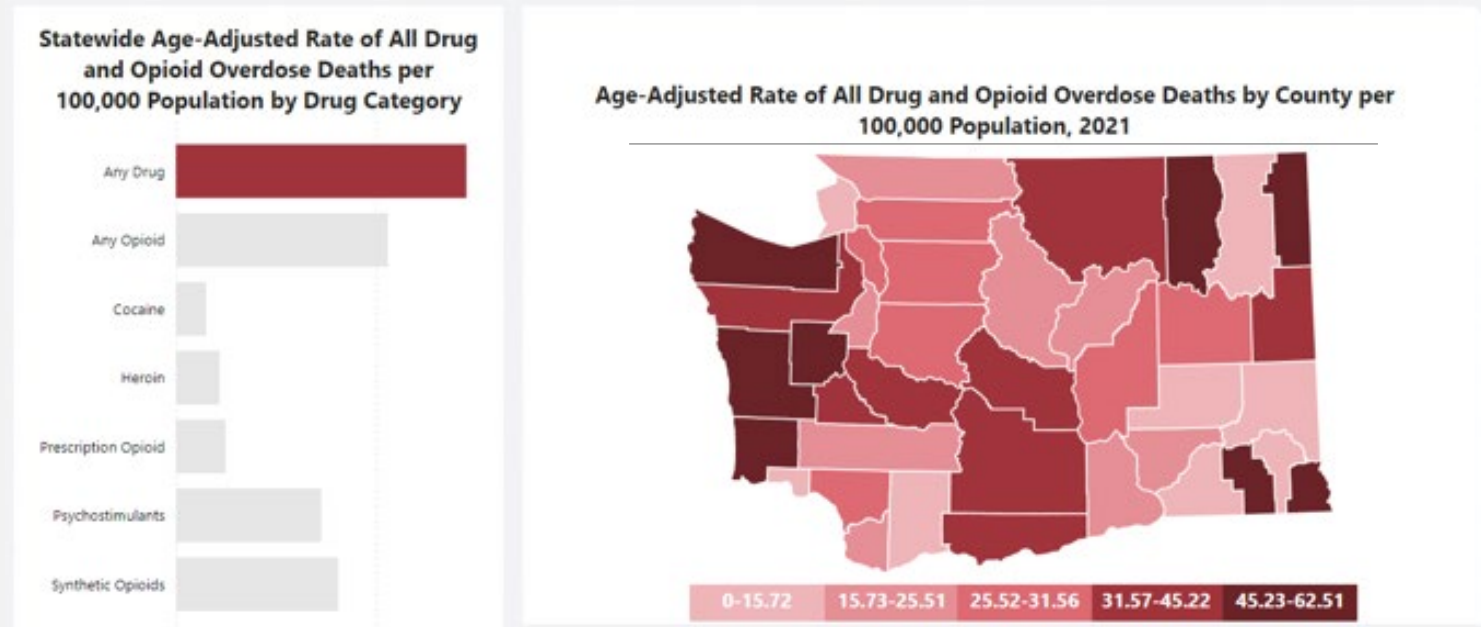 Statewide Age-Adjusted Rate of All Drug
and Opioid Overdose Deaths per
100,000 Population by Drug Category
Any Drug
Any Opioid
Cocaine
Heroin
Prescription Opioid
Psychostimulants
Synthetic Opioids
Age-Adjusted Rate of All Drug and Opioid Overdose Deaths by County per
100,000 Population, 2021
0-15.72 15.73-25.51 25.52-31.56 31.57-45.22 45.23-62.51